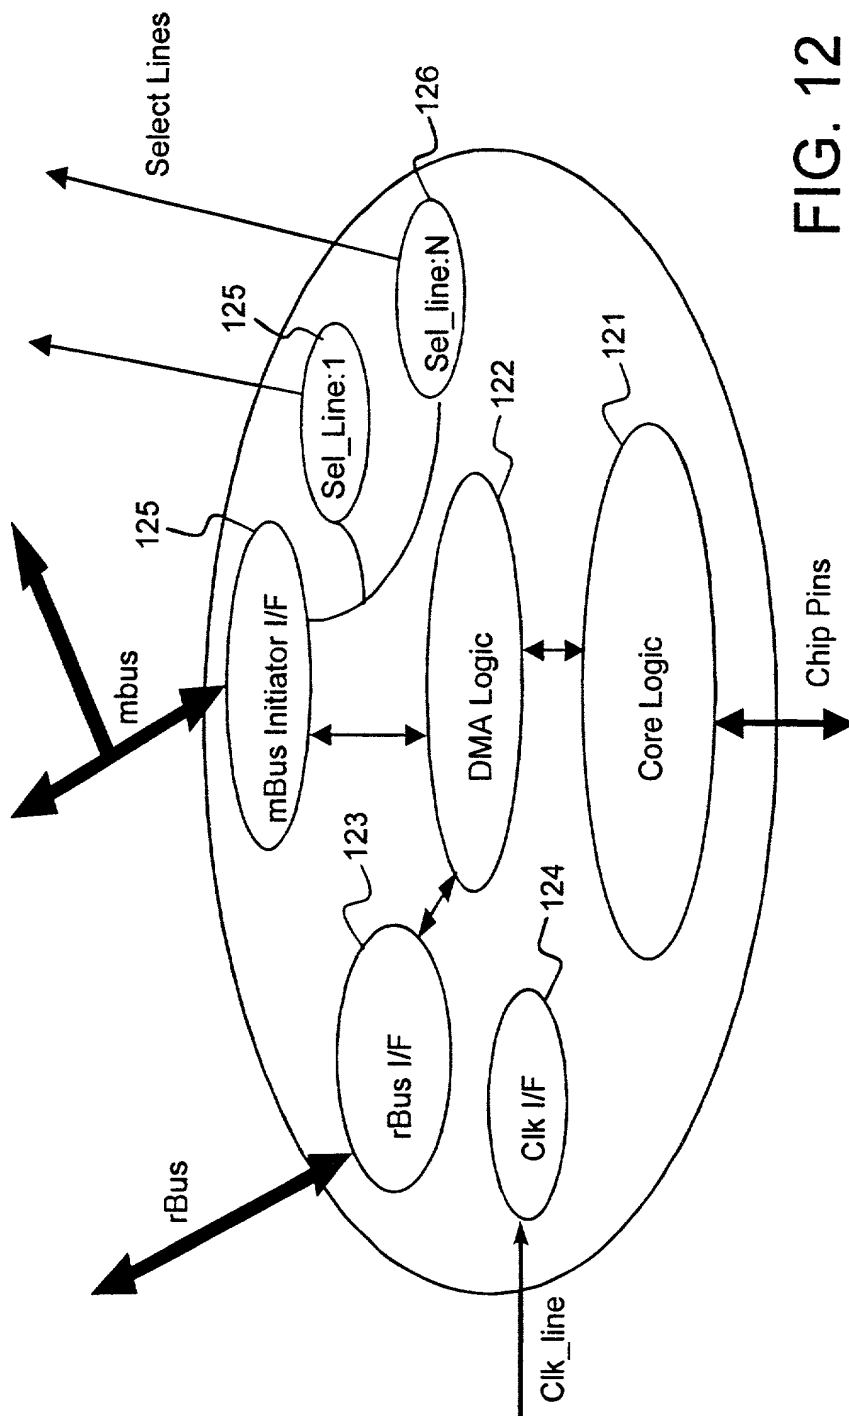 Select Lines
mbus
rBus
126
125
125
Sel_line:N
Sel_Line:1
mBus Initiator I/F
123
122
rBus I/F
DMA Logic
124
121
Clk I/F
Core Logic
Clk_line
Chip Pins
FIG. 12